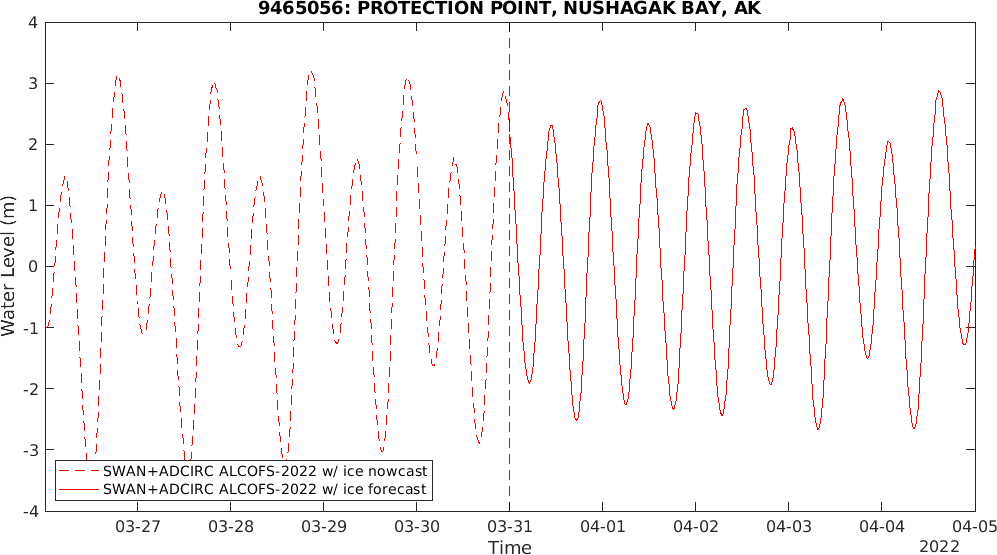 9465056: PROTECTION POINT, NUSHAGAK BAY, AK
4
3
2
1
0
-1
-2
-3
-4
Water Level (m)
SWAN+ADCIRC ALCOFS-2022 w/ ice nowcast
SWAN+ADCIRC ALCOFS-2022 w/ ice forecast
03-27 03-28 03-29 03-30 03-31 04-01 04-02 04-03 04-04 04-05
Time
2022